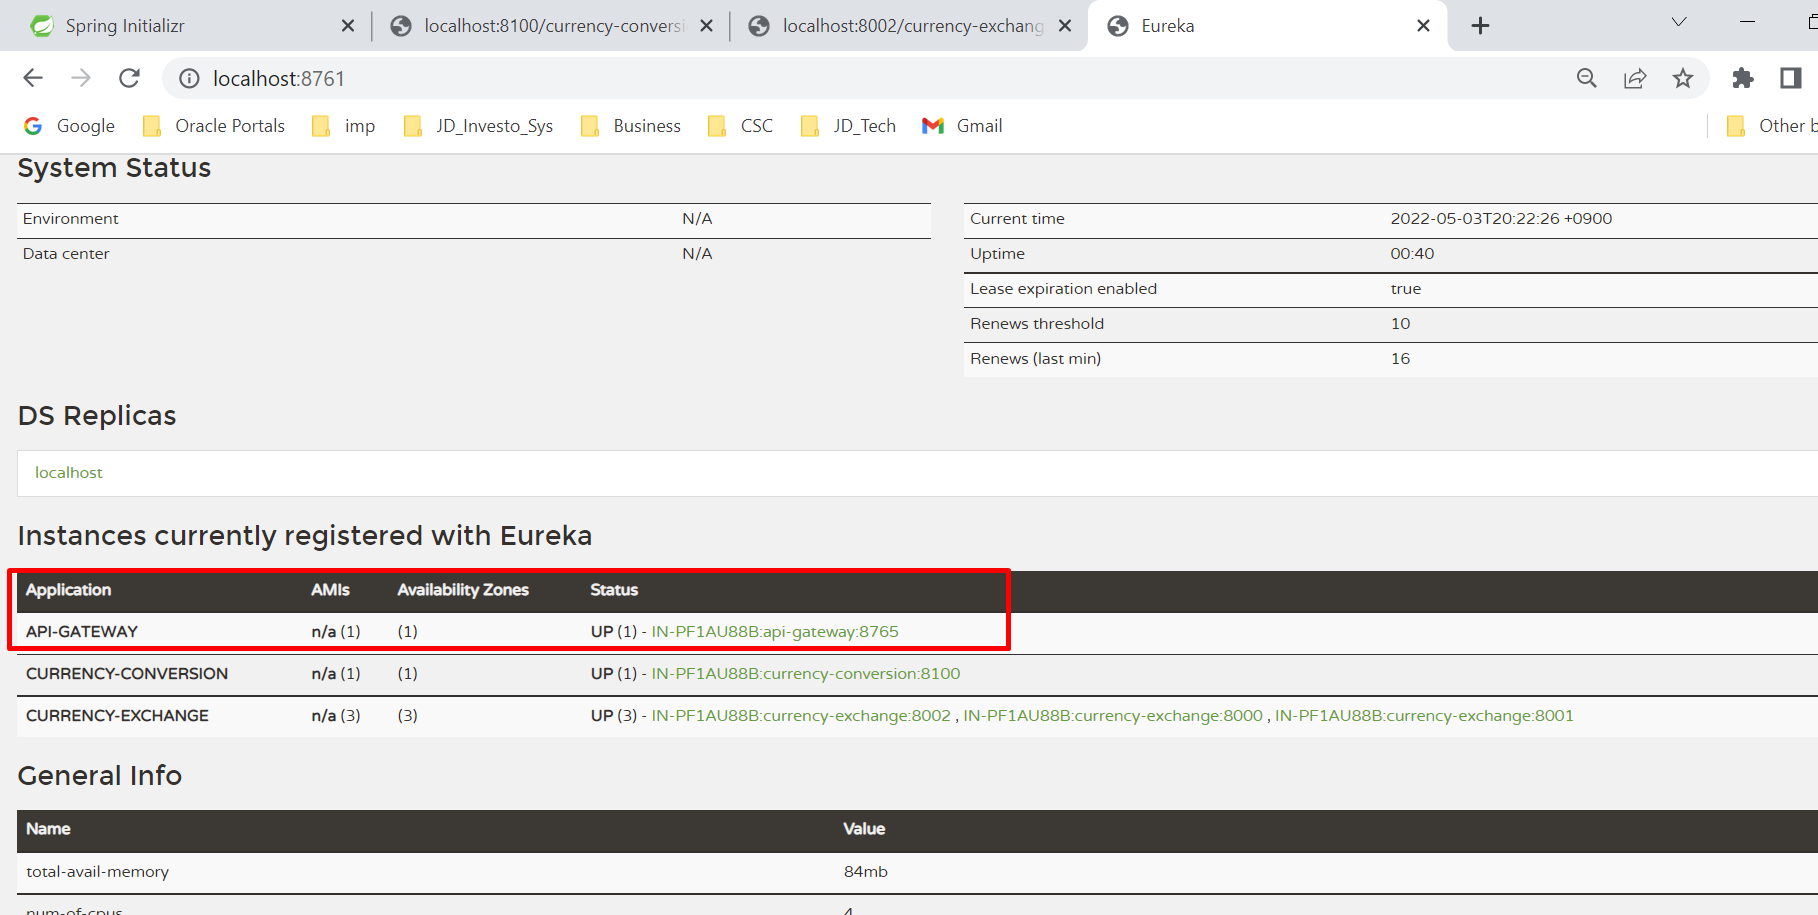 Spring Initializr
localhost:8100/currency-conversi
localhost:8002/currency-exchang
Eureka
localhost:8761
Google Oracle Portals imp JD_Investo_Sys Business CSC JD_Tech Gmail Other b
System Status
Environment N/A
Data center N/A
Current time 2022-05-03T20:22:26 +0900
Uptime 00:40
Lease expiration enabled true
Renews threshold 10
Renews (last min) 16
DS Replicas
localhost
Instances currently registered with Eureka
Application AMIs Availability Zones Status
API-GATEWAY n/a (1) (1) UP (1) - IN-PF1AU88B:api-gateway:8765
CURRENCY-CONVERSION n/a (1) (1) UP (1) - IN-PF1AU88B:currency-conversion:8100
CURRENCY-EXCHANGE n/a (3) (3) UP (3) - IN-PF1AU88B:currency-exchange:8002 , IN-PF1AU88B:currency-exchange:8000 , IN-PF1AU88B:currency-exchange:8001
General Info
Name Value
total-avail-memory 84mb
num-of-cpus 4